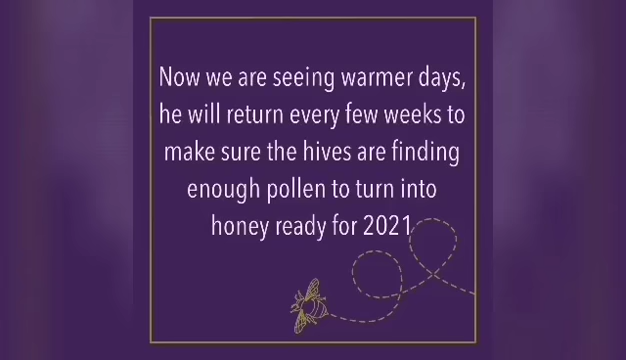 Now we are seeing warmer days,
he will return every few weeks to
make sure the hives are finding
enough pollen to turn into
honey ready for 2021